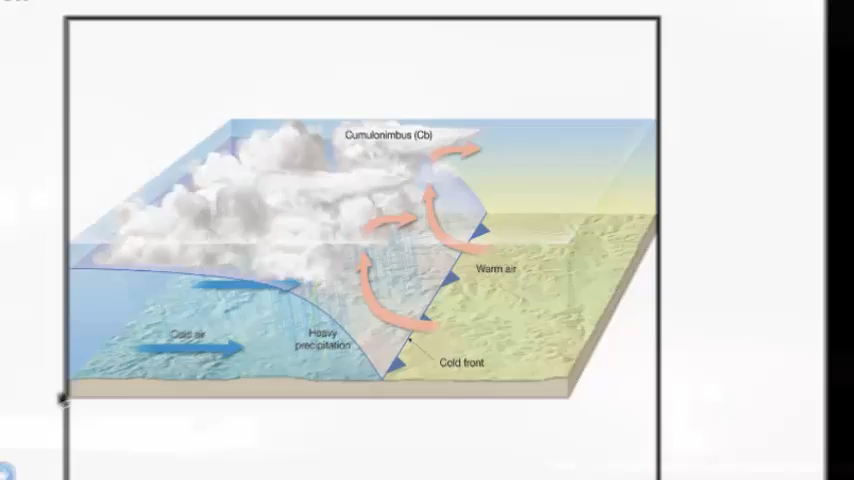 Cumulonimbus (Cb)
Warm air
Cold air
Heavy
precipitation
Cold front